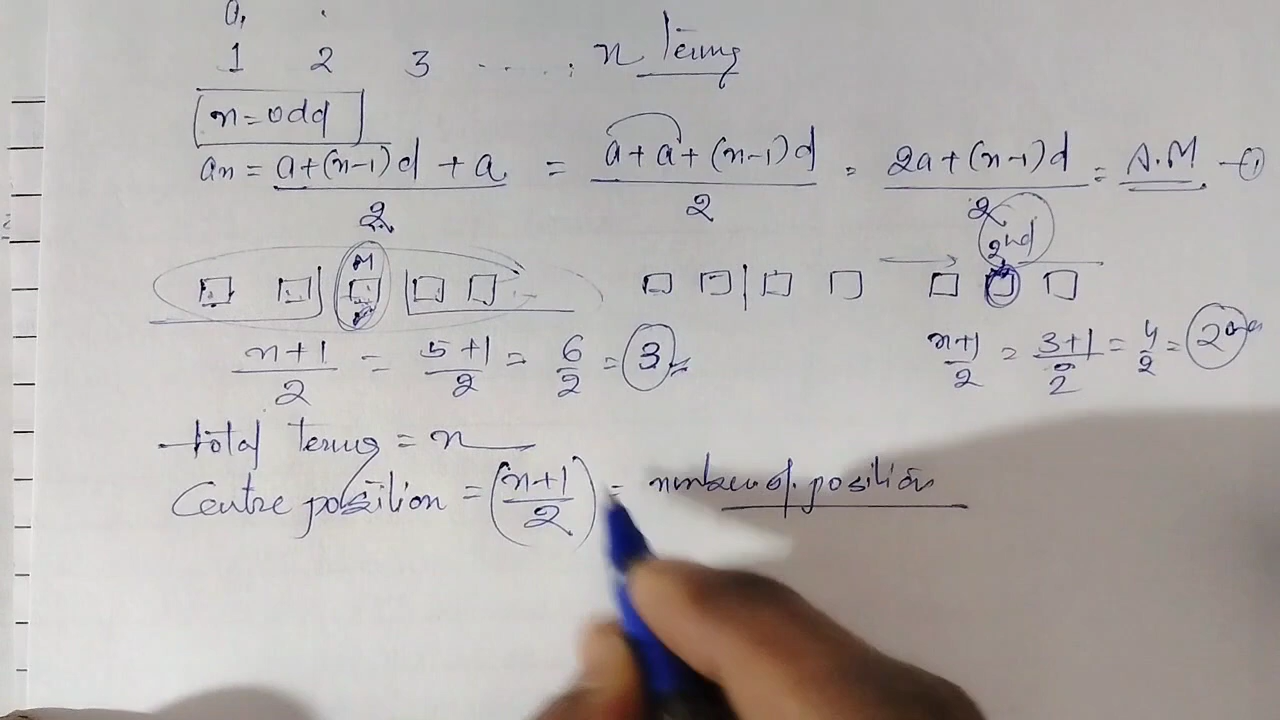 a,
1 2 3 ..... n terms
n = odd
an = a+(n-1)d + a / 2 = a+a+(n-1)d / 2 = 2a+(n-1)d / 2 = A.M - ①
M 2nd
n+1 / 2 = 5+1 / 2 = 6 / 2 = 3 n+1 / 2 = 3+1 / 2 = 4 / 2 = 2
total terms = n
Centre position = (n+1 / 2) = number of position